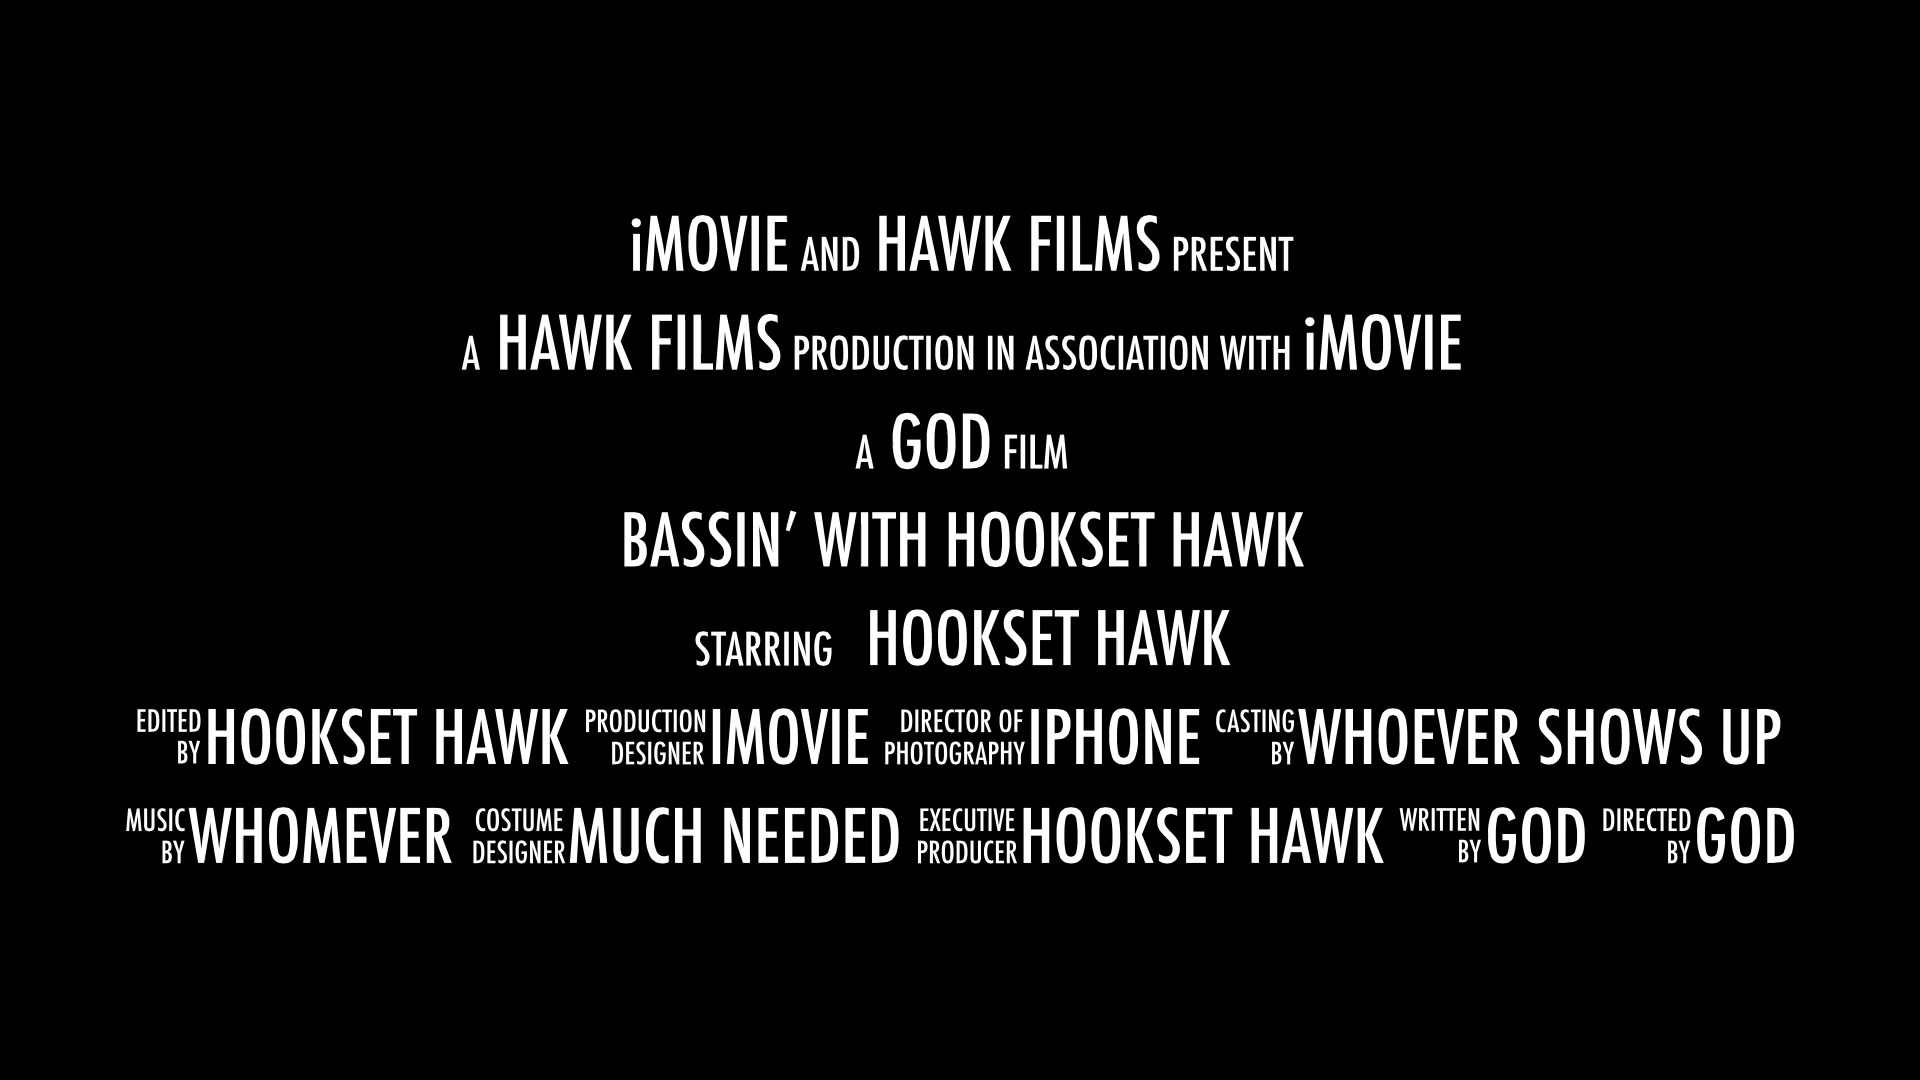 iMOVIE AND HAWK FILMS PRESENT
A HAWK FILMS PRODUCTION IN ASSOCIATION WITH iMOVIE
A GOD FILM
BASSIN’ WITH HOOKSET HAWK
STARRING HOOKSET HAWK
EDITED BY HOOKSET HAWK PRODUCTION DESIGNER IMOVIE DIRECTOR OF PHOTOGRAPHY IPHONE CASTING BY WHOEVER SHOWS UP
MUSIC BY WHOMEVER COSTUME DESIGNER MUCH NEEDED EXECUTIVE PRODUCER HOOKSET HAWK WRITTEN BY GOD DIRECTED BY GOD